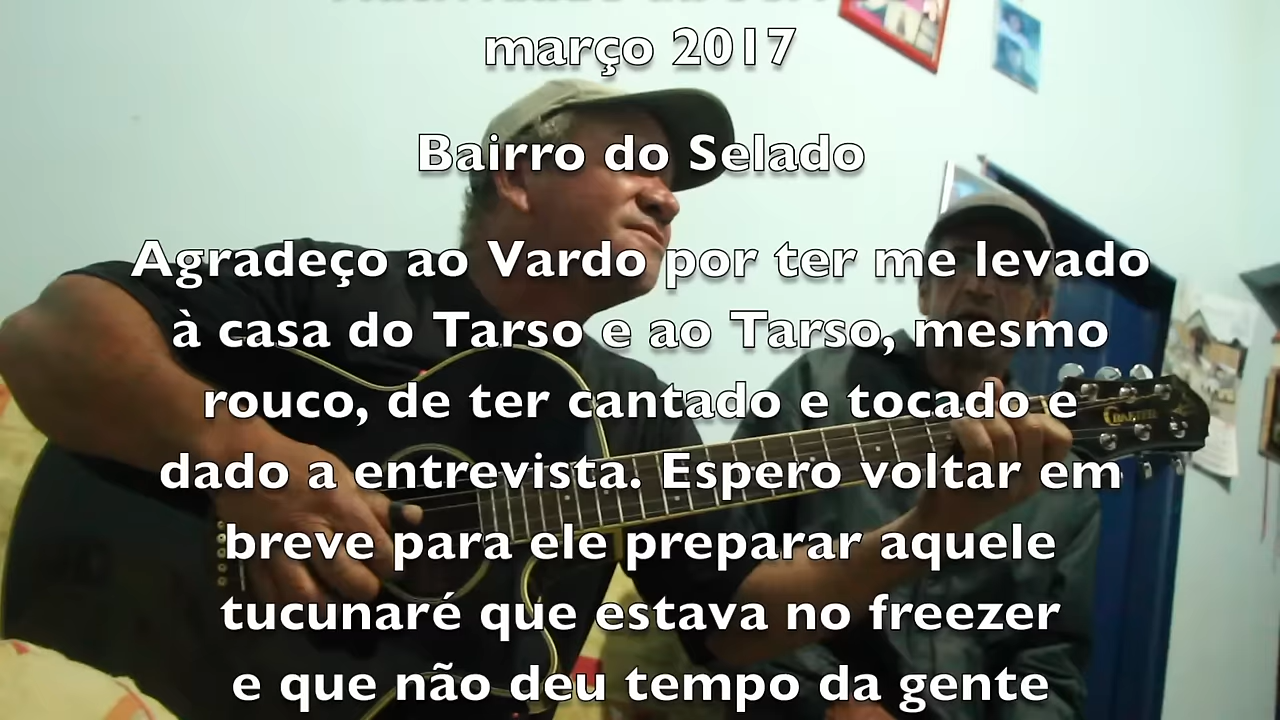 março 2017
Bairro do Selado
Agradeço ao Vardo por ter me levado
à casa do Tarso e ao Tarso, mesmo
rouco, de ter cantado e tocado e
dado a entrevista. Espero voltar em
breve para ele preparar aquele
tucunaré que estava no freezer
e que não deu tempo da gente